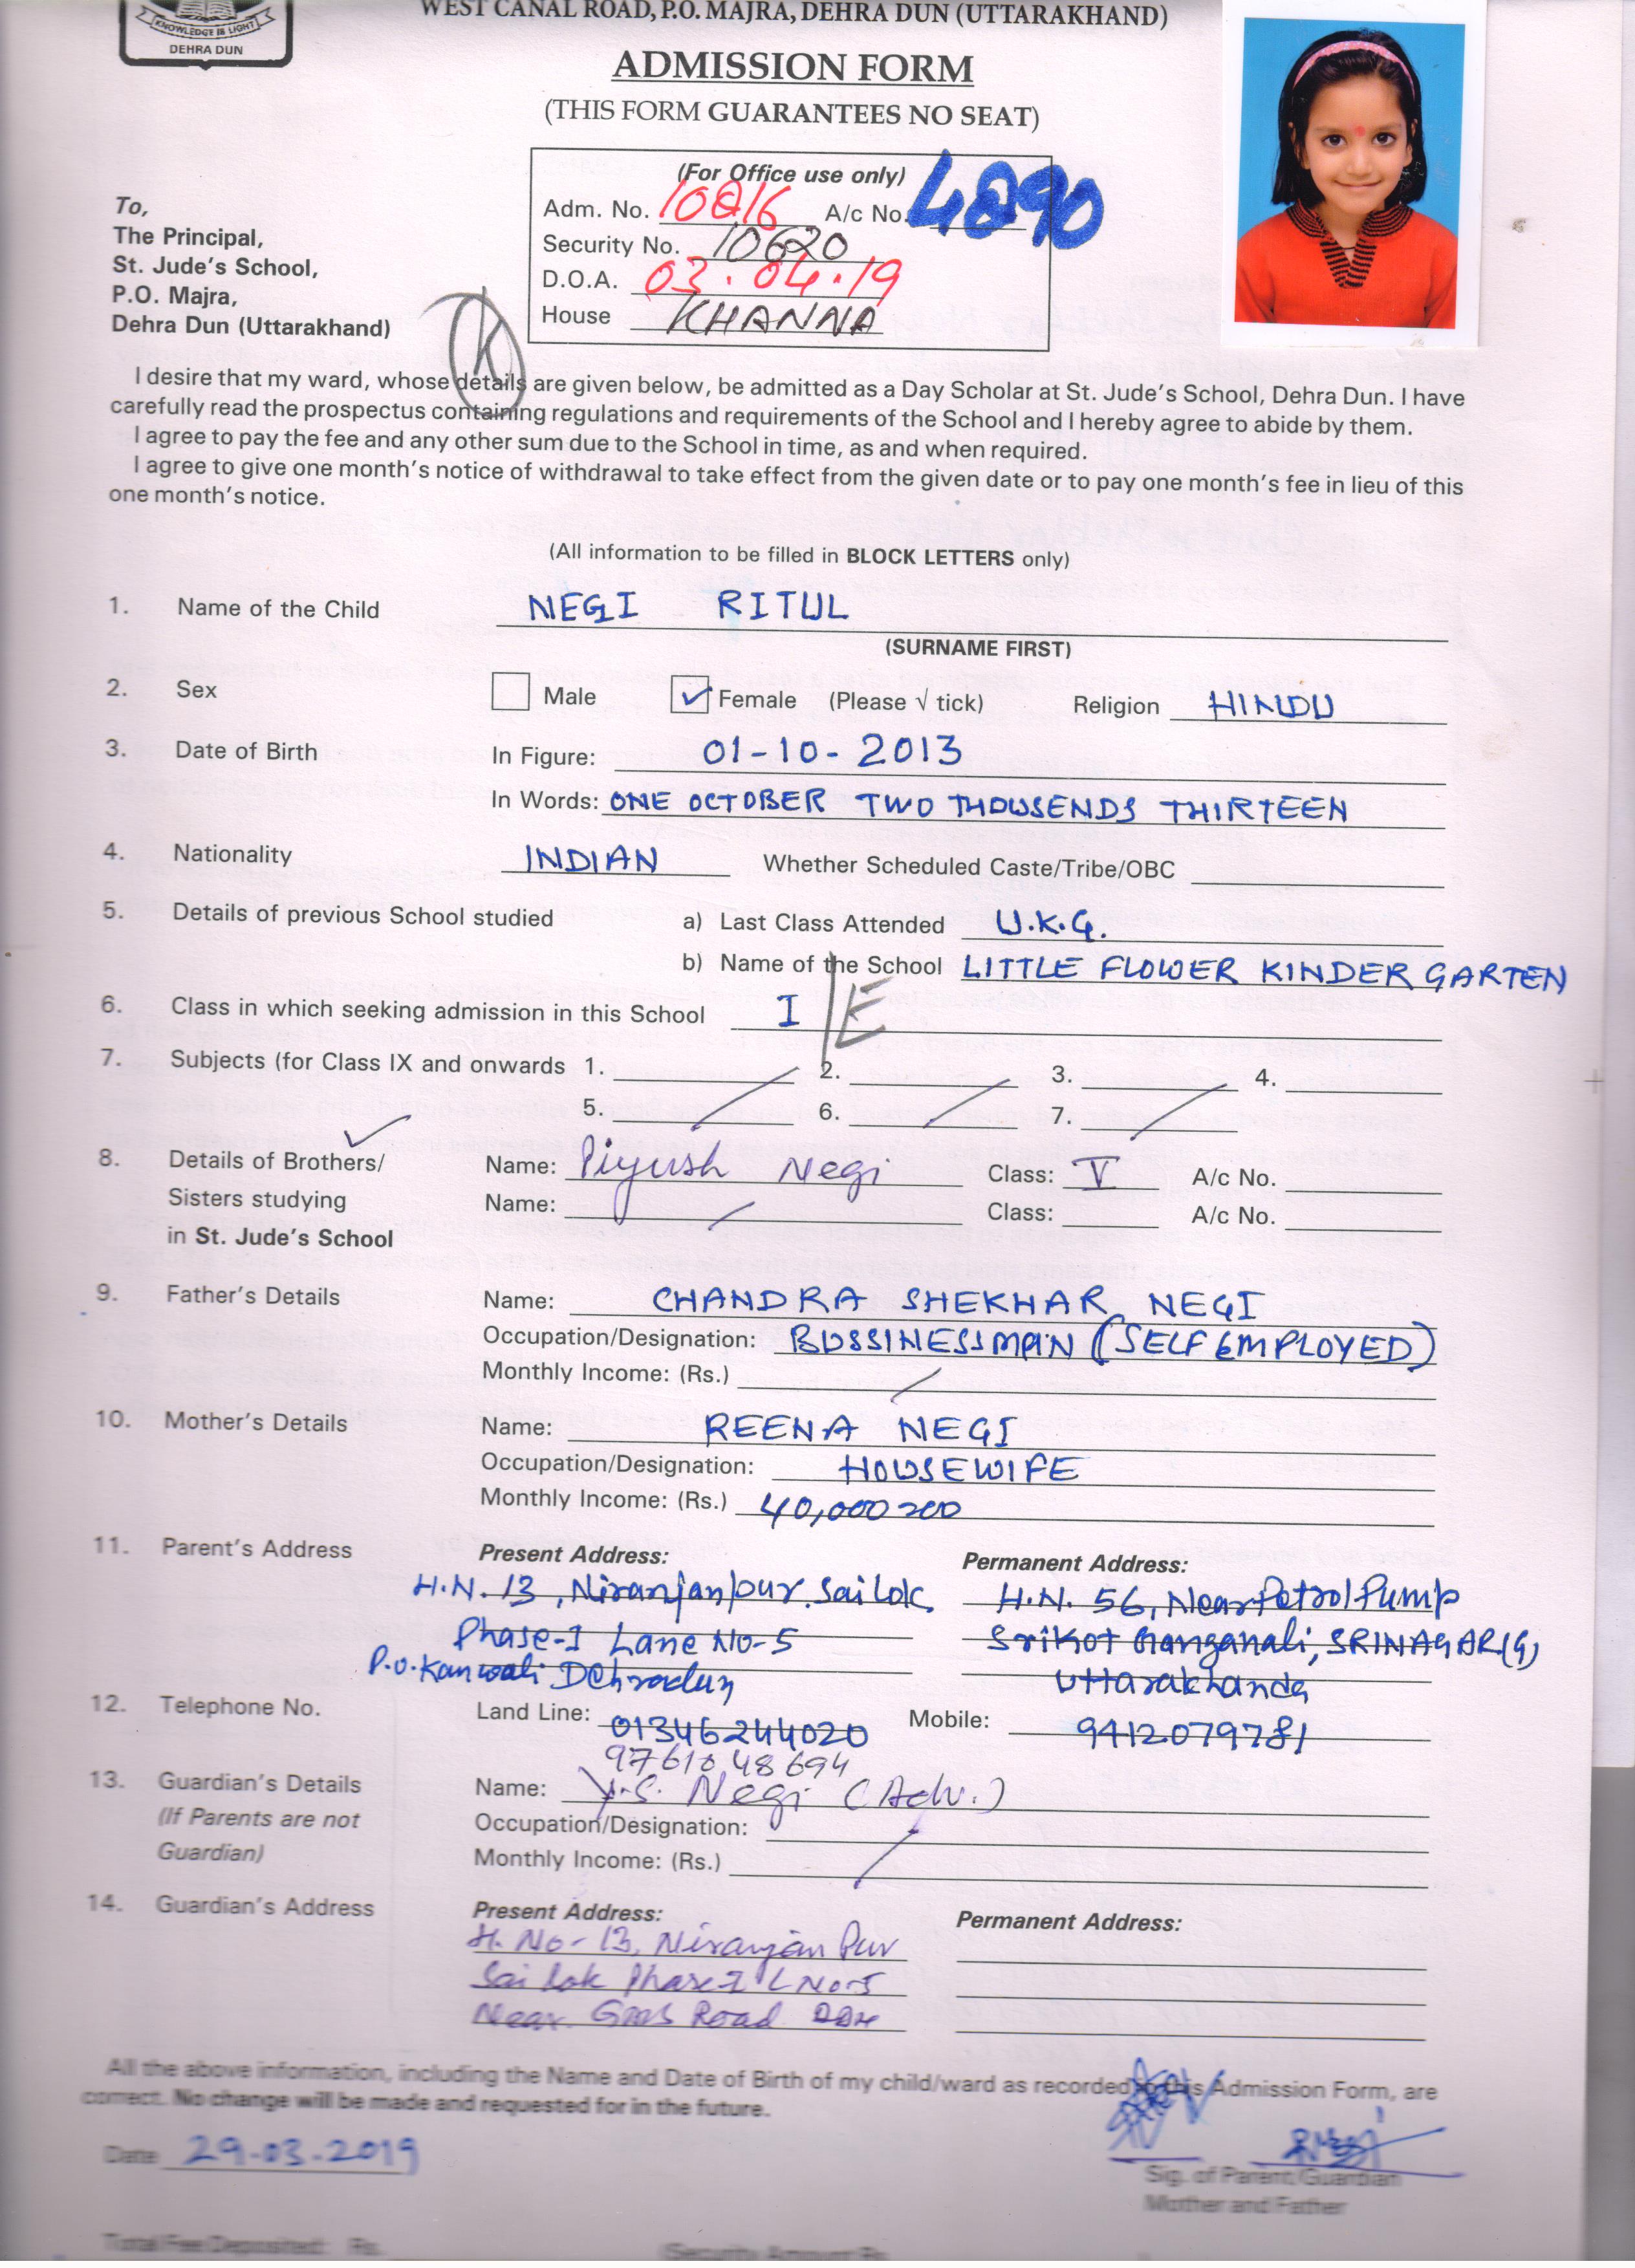 KNOWLEDGE IS LIGHT
DEHRA DUN
WEST CANAL ROAD, P.O. MAJRA, DEHRA DUN (UTTARAKHAND)
ADMISSION FORM
(THIS FORM GUARANTEES NO SEAT)
(For Office use only)
Adm. No. 10816 A/c No. 4890
Security No. 10620
D.O.A. 03.04.19
House KHANNA
To,
The Principal,
St. Jude's School,
P.O. Majra,
Dehra Dun (Uttarakhand)
K
I desire that my ward, whose details are given below, be admitted as a Day Scholar at St. Jude's School, Dehra Dun. I have
carefully read the prospectus containing regulations and requirements of the School and I hereby agree to abide by them.
I agree to pay the fee and any other sum due to the School in time, as and when required.
I agree to give one month's notice of withdrawal to take effect from the given date or to pay one month's fee in lieu of this
one month's notice.
(All information to be filled in BLOCK LETTERS only)
1. Name of the Child NEGI RITUL
(SURNAME FIRST)
2. Sex Male ✓ Female (Please √ tick) Religion HINDU
3. Date of Birth In Figure: 01-10-2013
In Words: ONE OCTOBER TWO THOUSENDS THIRTEEN
4. Nationality INDIAN Whether Scheduled Caste/Tribe/OBC
5. Details of previous School studied a) Last Class Attended U.K.G.
b) Name of the School LITTLE FLOWER KINDER GARTEN
6. Class in which seeking admission in this School I E
7. Subjects (for Class IX and onwards 1. 2. 3. 4.
5. 6. 7.
8. Details of Brothers/ Name: Piyush Negi Class: V A/c No.
Sisters studying Name: Class: A/c No.
in St. Jude's School
9. Father's Details Name: CHANDRA SHEKHAR NEGI
Occupation/Designation: BUSSINESSMAN (SELF EMPLOYED)
Monthly Income: (Rs.)
10. Mother's Details Name: REENA NEGI
Occupation/Designation: HOUSEWIFE
Monthly Income: (Rs.) 40,000
11. Parent's Address Present Address: Permanent Address:
H.N. 13, Niranjanpur, Sai Lok H.N. 56, Near Petrol Pump
Phase-I Lane No-5 Srikot Ganganali, SRINAGAR(G)
P.O. Kanwali Dehradun Uttarakhanda
12. Telephone No. Land Line: 01346244020 Mobile: 9412079781
9761048694
13. Guardian's Details Name: Y.S. Negi (Adv.)
(If Parents are not Occupation/Designation:
Guardian) Monthly Income: (Rs.)
14. Guardian's Address Present Address: Permanent Address:
H. No-13, Niranjan Pur
Sai Lok Phase I L No-5
Near GMS Road DDN
All the above information, including the Name and Date of Birth of my child/ward as recorded in this Admission Form, are
correct. No change will be made and requested for in the future.
Date 29-03-2019
Sig. of Parent/Guardian
Mother and Father
Total Fee Deposited: Rs. Security Amount Rs.